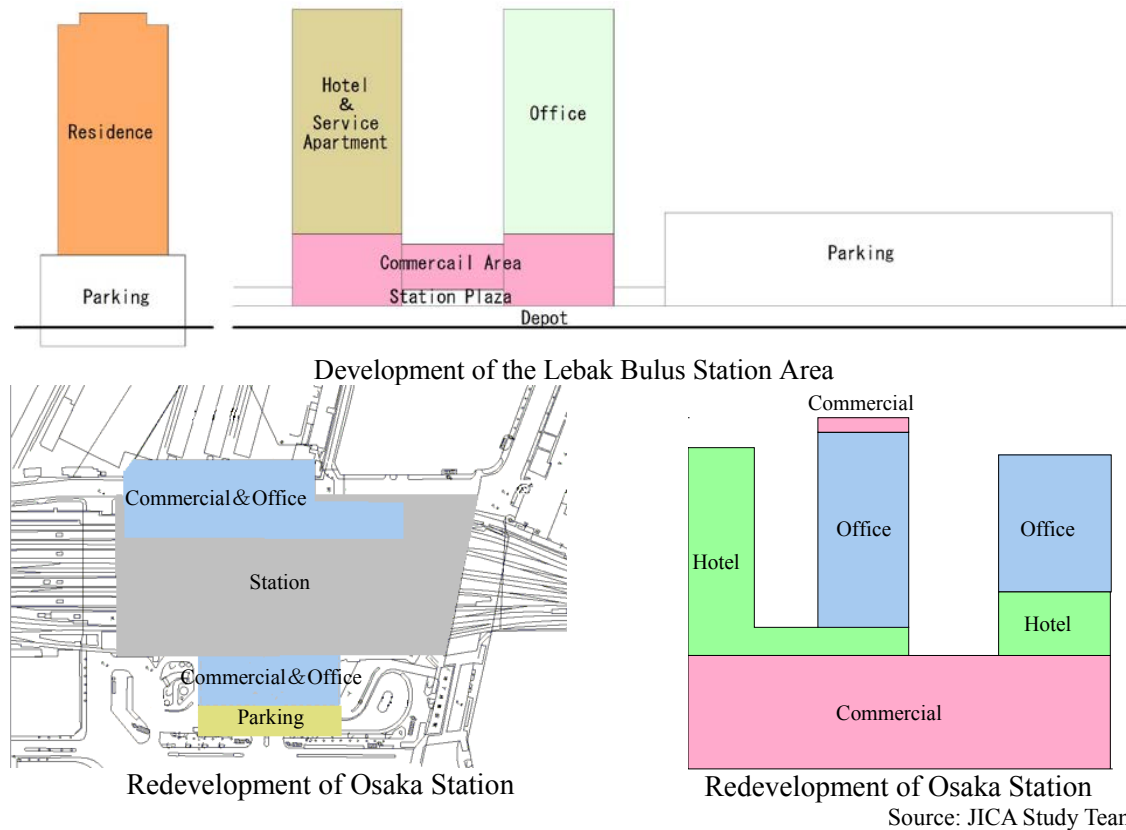 Residence
Parking
Hotel
&
Service
Apartment
Office
Commercail Area
Station Plaza
Depot
Parking
Development of the Lebak Bulus Station Area
Commercial&Office
Station
Commercial&Office
Parking
Redevelopment of Osaka Station
Commercial
Hotel
Office
Office
Hotel
Commercial
Redevelopment of Osaka Station
Source: JICA Study Team